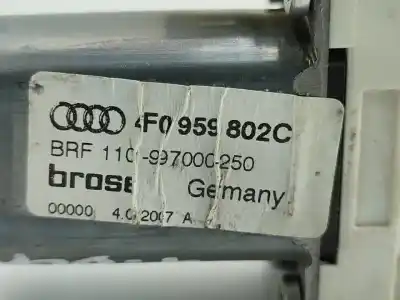 4F0 959 802C
BRF 110 -997000-250
brose Germany
00000 4.0 2007 A